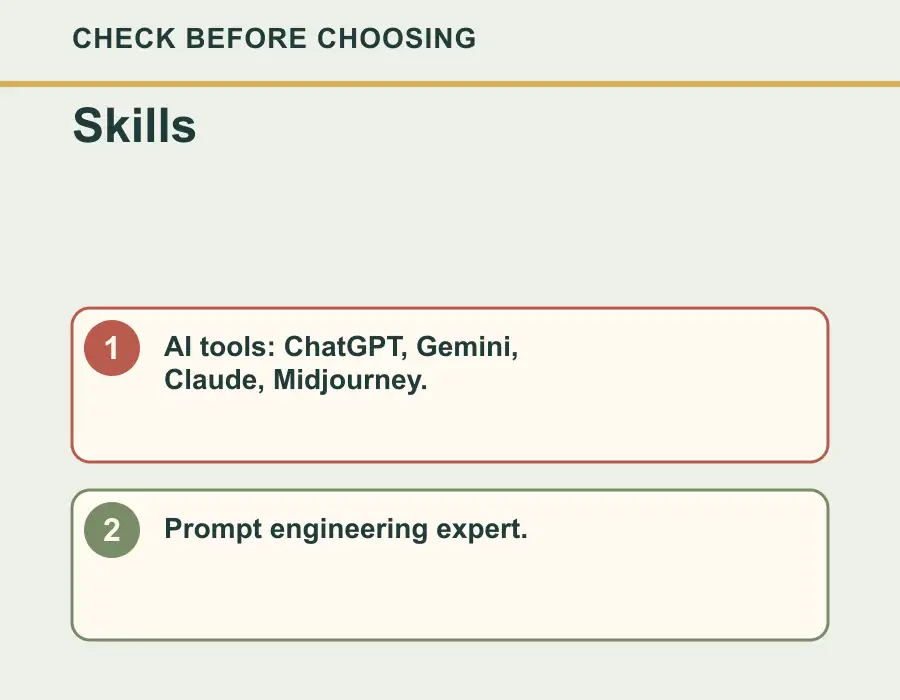 CHECK BEFORE CHOOSING
Skills
1
AI tools: ChatGPT, Gemini,
Claude, Midjourney.
2
Prompt engineering expert.